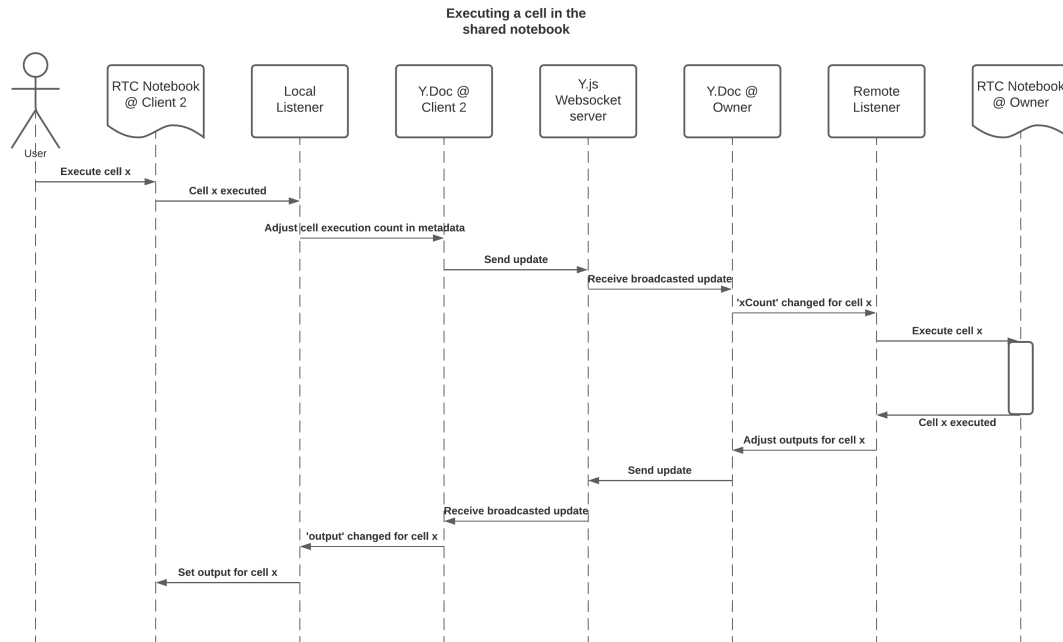 Executing a cell in the
shared notebook
RTC Notebook
@ Client 2
Local
Listener
Y.Doc @
Client 2
Y.js
Websocket
server
Y.Doc @
Owner
Remote
Listener
RTC Notebook
@ Owner
User
Execute cell x
Cell x executed
Adjust cell execution count in metadata
Send update
Receive broadcasted update
'xCount' changed for cell x
Execute cell x
Cell x executed
Adjust outputs for cell x
Send update
Receive broadcasted update
'output' changed for cell x
Set output for cell x